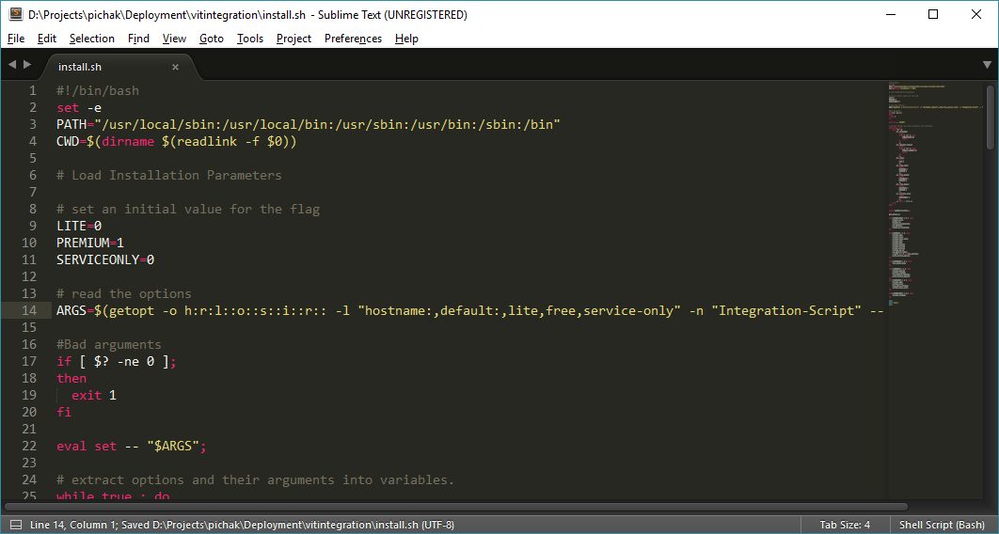 D:\Projects\pichak\Deployment\vitintegration\install.sh - Sublime Text (UNREGISTERED)
File Edit Selection Find View Goto Tools Project Preferences Help
install.sh
1 #!/bin/bash
2 set -e
3 PATH="/usr/local/sbin:/usr/local/bin:/usr/sbin:/usr/bin:/sbin:/bin"
4 CWD=$(dirname $(readlink -f $0))
5
6 # Load Installation Parameters
7
8 # set an initial value for the flag
9 LITE=0
10 PREMIUM=1
11 SERVICEONLY=0
12
13 # read the options
14 ARGS=$(getopt -o h:r:l::o::s::i::r:: -l "hostname:,default:,lite,free,service-only" -n "Integration-Script" --
15
16 #Bad arguments
17 if [ $? -ne 0 ];
18 then
19 exit 1
20 fi
21
22 eval set -- "$ARGS";
23
24 # extract options and their arguments into variables.
25 while true ; do
Line 14, Column 1; Saved D:\Projects\pichak\Deployment\vitintegration\install.sh (UTF-8) Tab Size: 4 Shell Script (Bash)